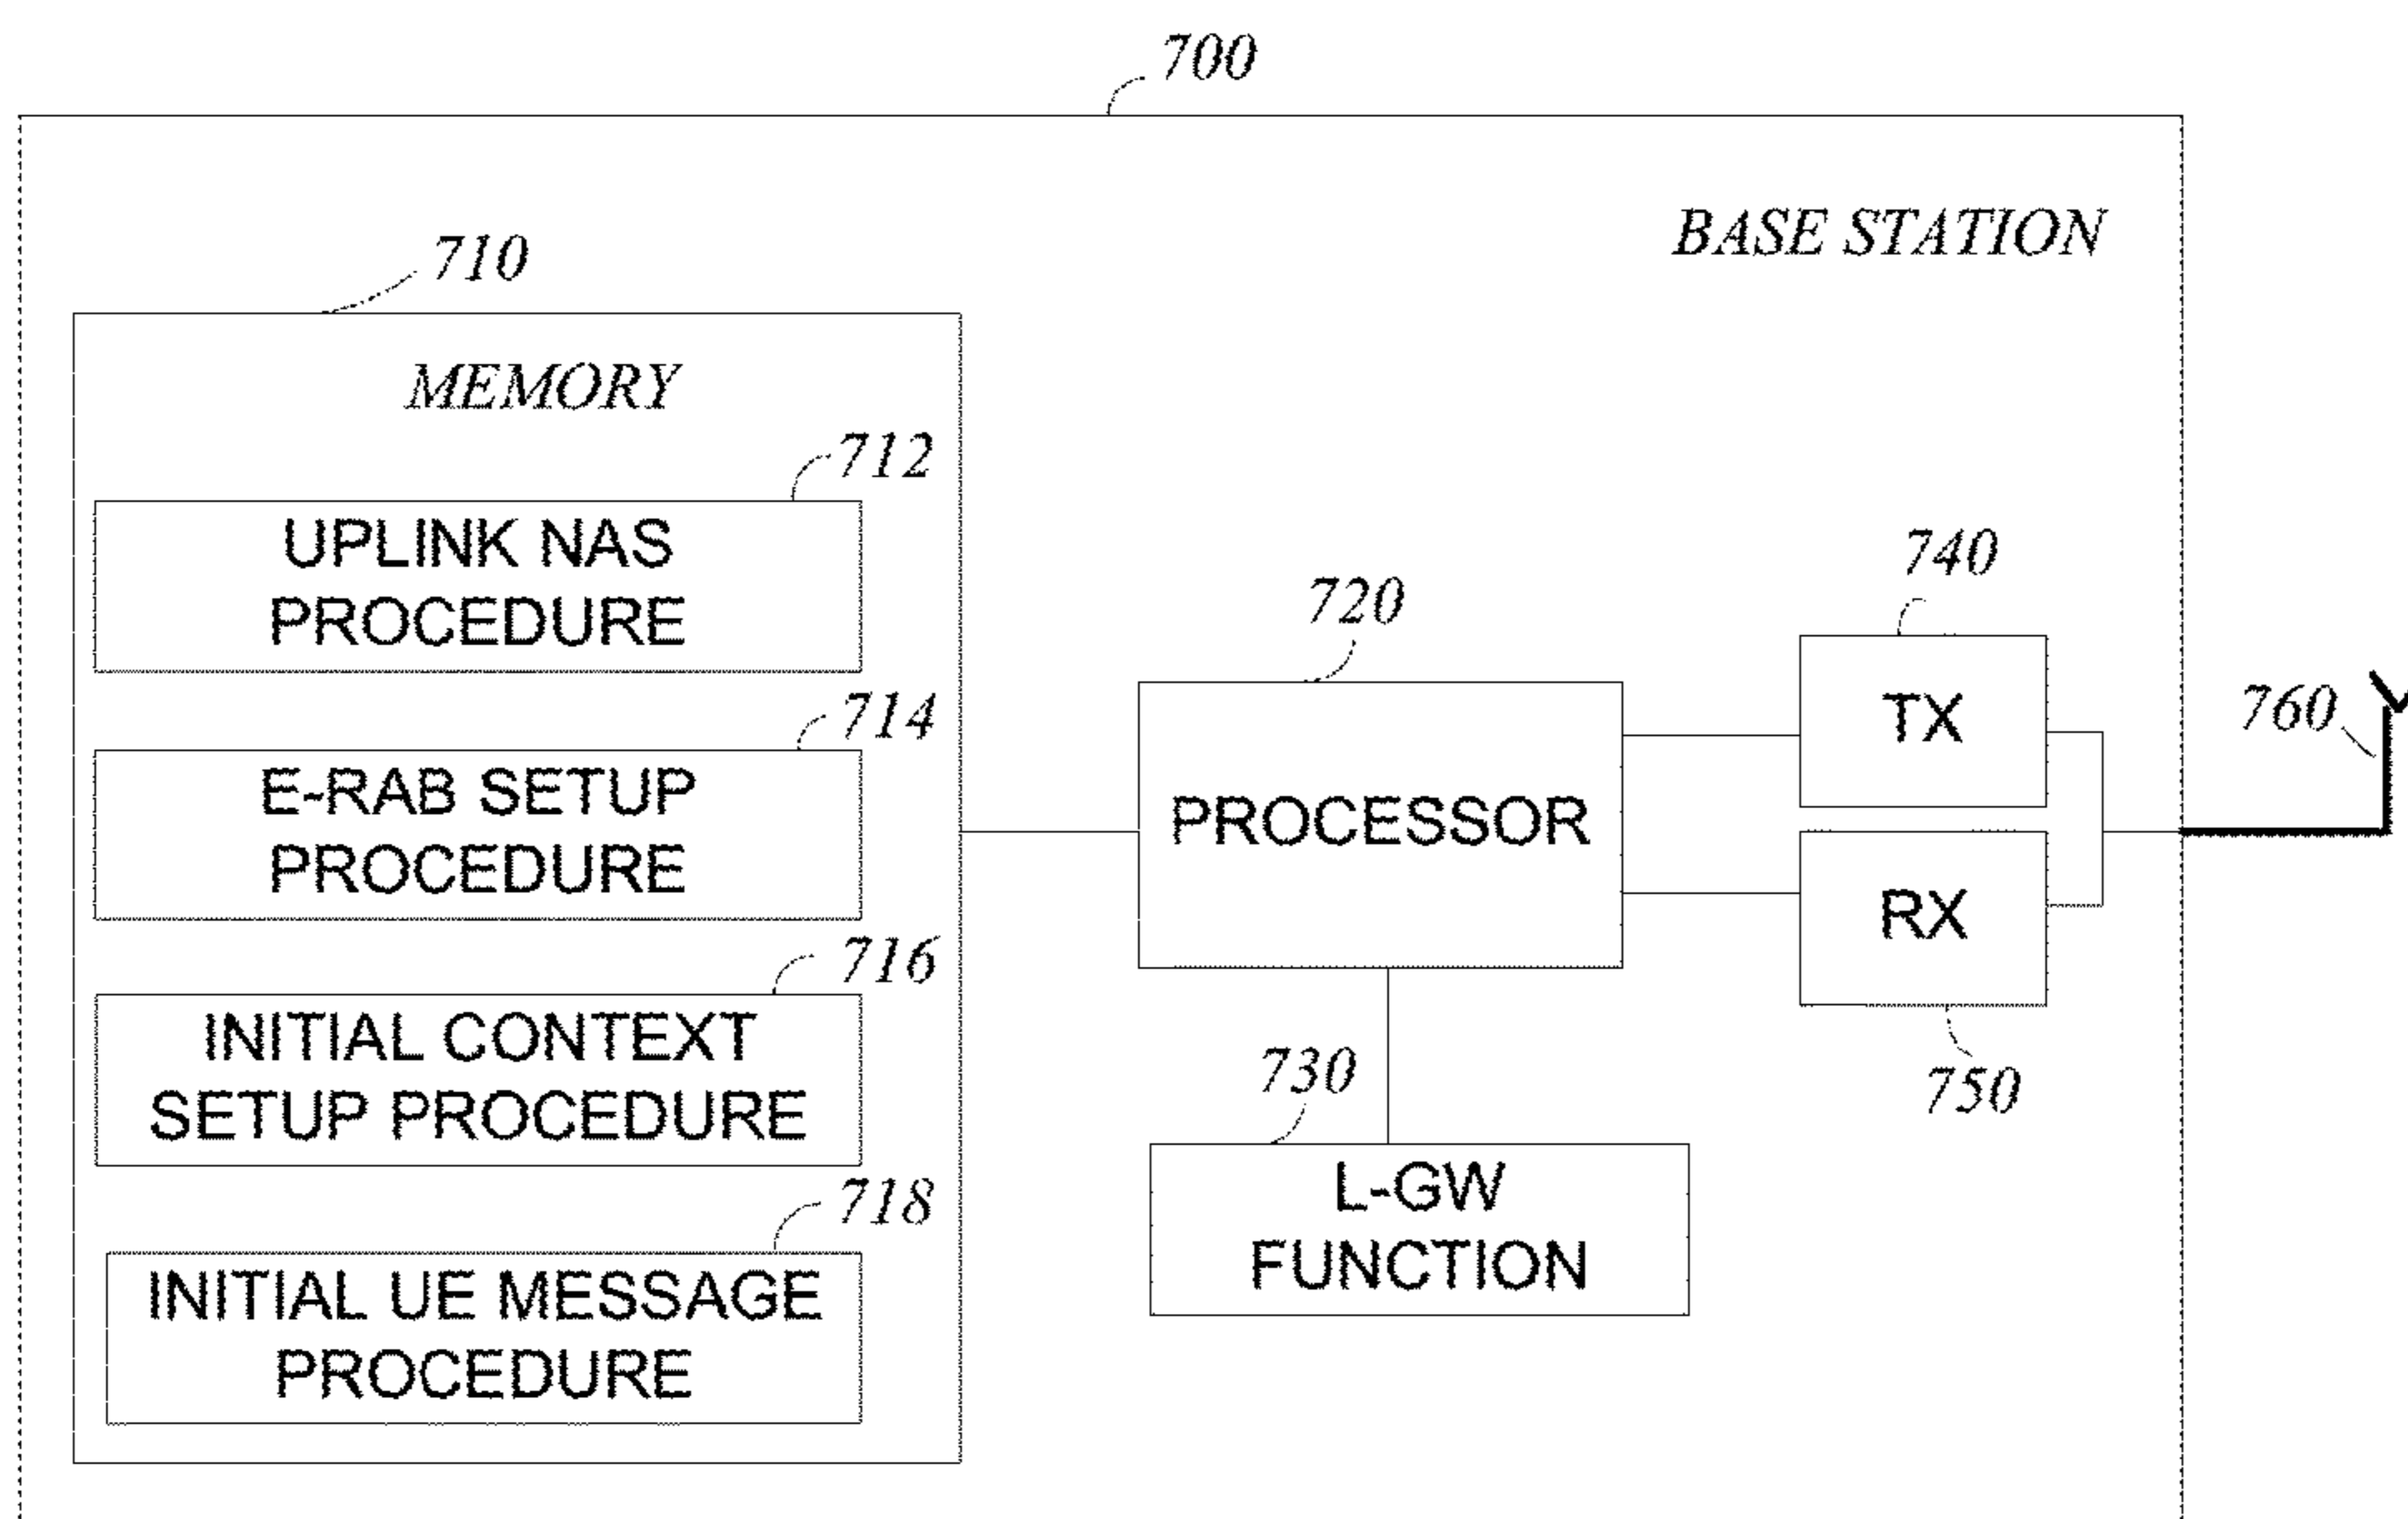 700
BASE STATION
710
MEMORY
712
UPLINK NAS
PROCEDURE
714
E-RAB SETUP
PROCEDURE
716
INITIAL CONTEXT
SETUP PROCEDURE
718
INITIAL UE MESSAGE
PROCEDURE
720
PROCESSOR
730
L-GW
FUNCTION
740
TX
RX
750
760